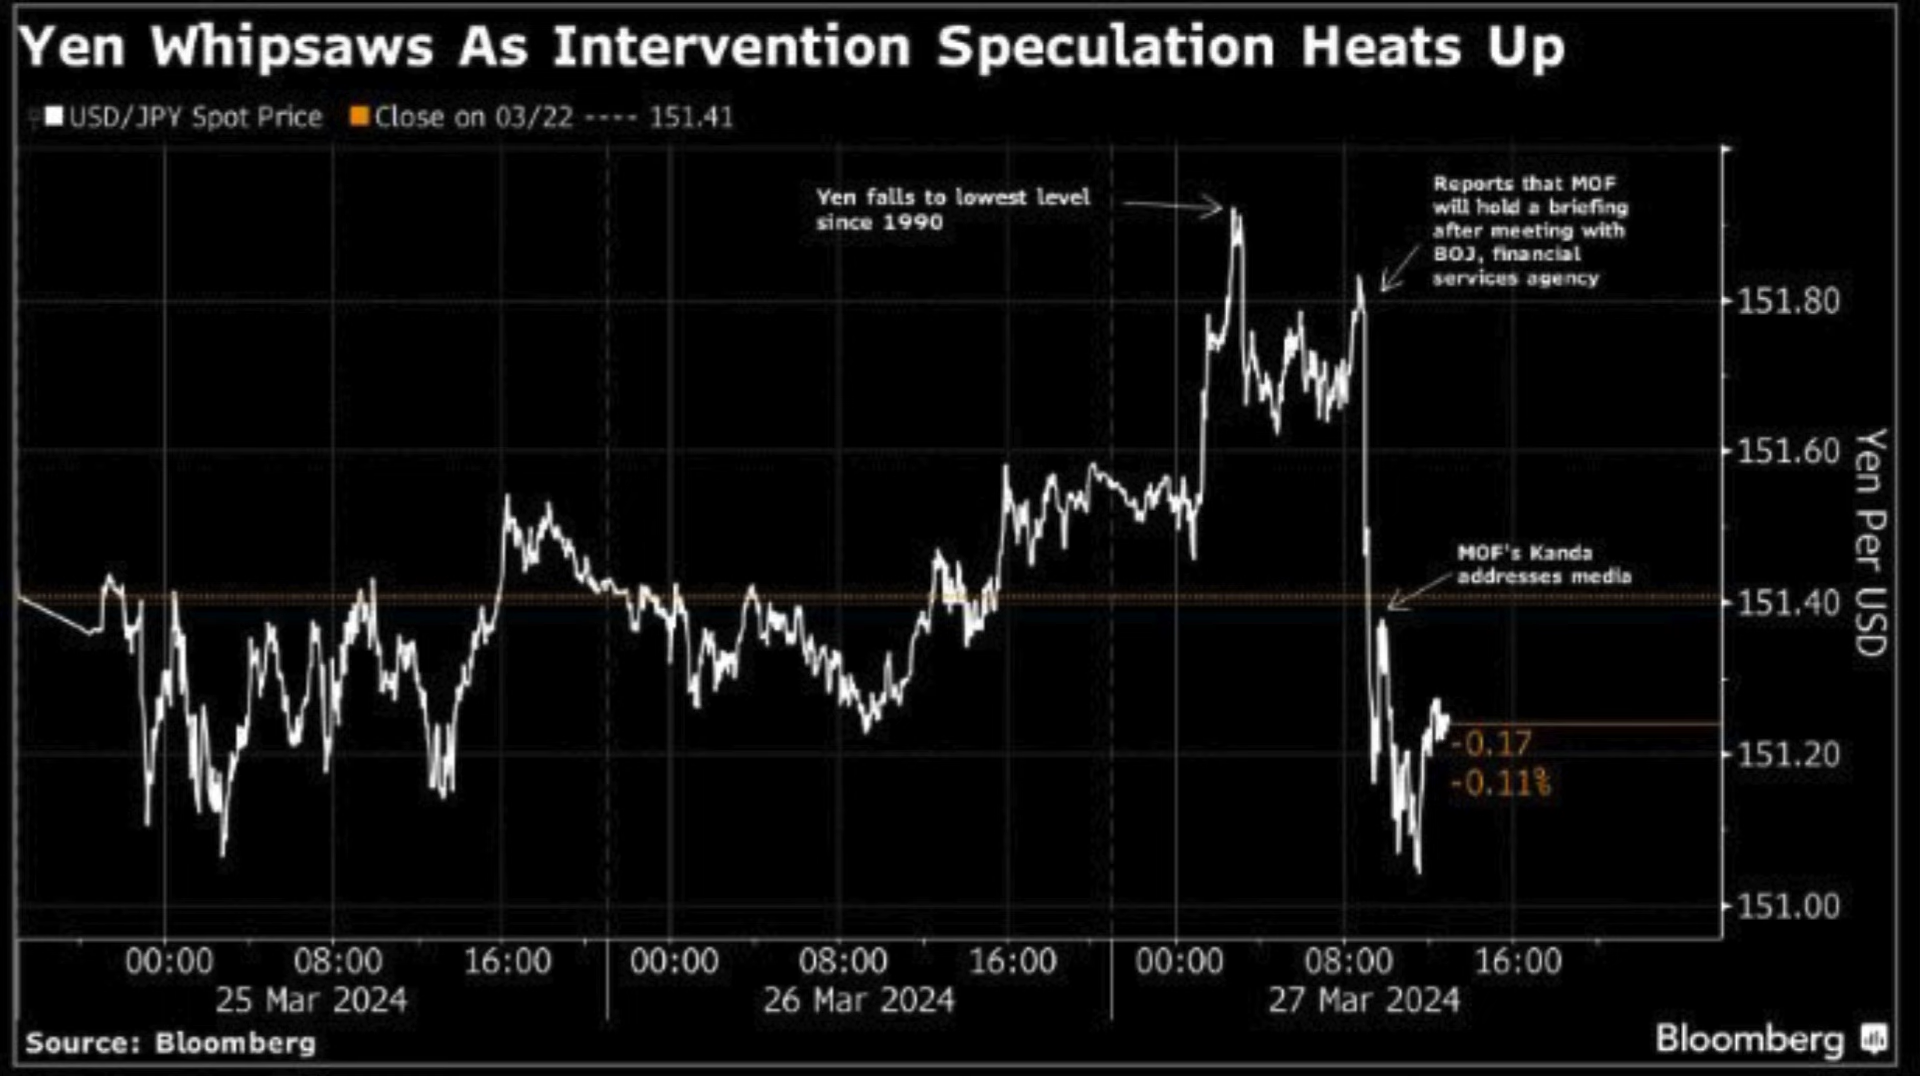 Yen Whipsaws As Intervention Speculation Heats Up
USD/JPY Spot Price Close on 03/22 ---- 151.41
Yen falls to lowest level
since 1990
Reports that MOF
will hold a briefing
after meeting with
BOJ, financial
services agency
151.80
151.60
MOF's Kanda
addresses media
151.40
-0.17
-0.11%
151.20
151.00
Yen Per USD
00:00 08:00 16:00 00:00 08:00 16:00 00:00 08:00 16:00
25 Mar 2024 26 Mar 2024 27 Mar 2024
Source: Bloomberg
Bloomberg